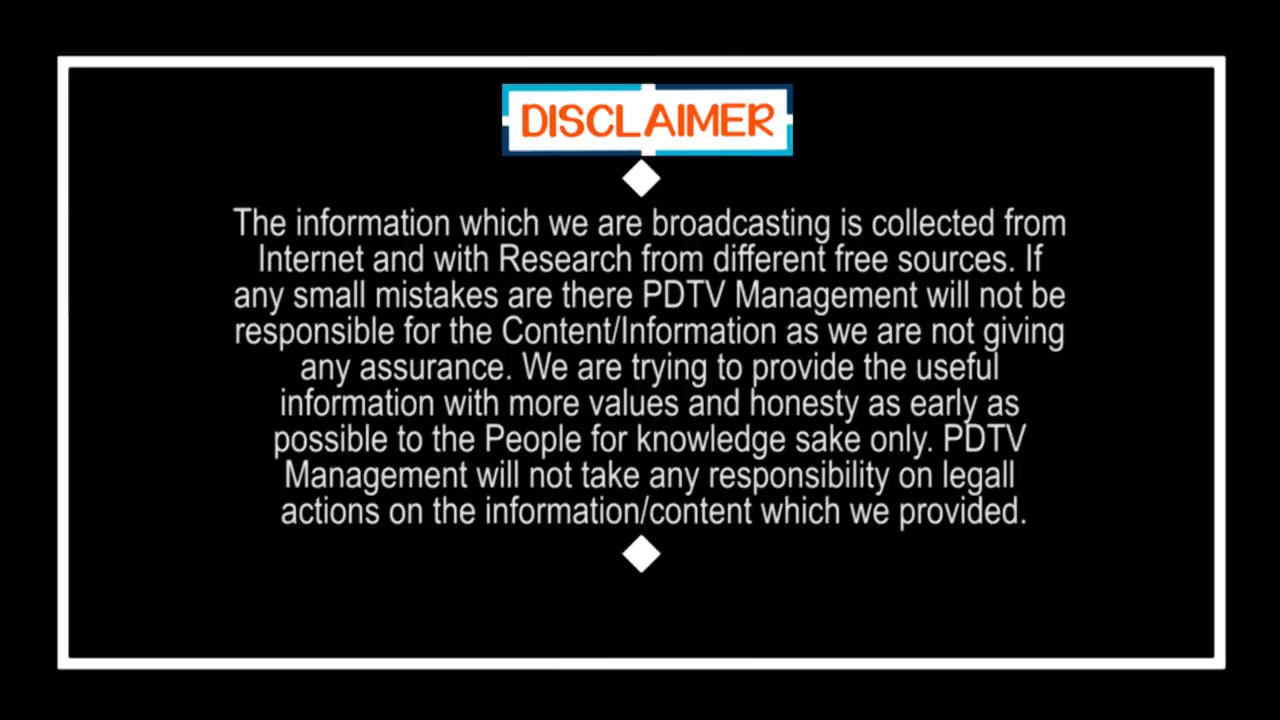 DISCLAIMER
The information which we are broadcasting is collected from
Internet and with Research from different free sources. If
any small mistakes are there PDTV Management will not be
responsible for the Content/Information as we are not giving
any assurance. We are trying to provide the useful
information with more values and honesty as early as
possible to the People for knowledge sake only. PDTV
Management will not take any responsibility on legall
actions on the information/content which we provided.